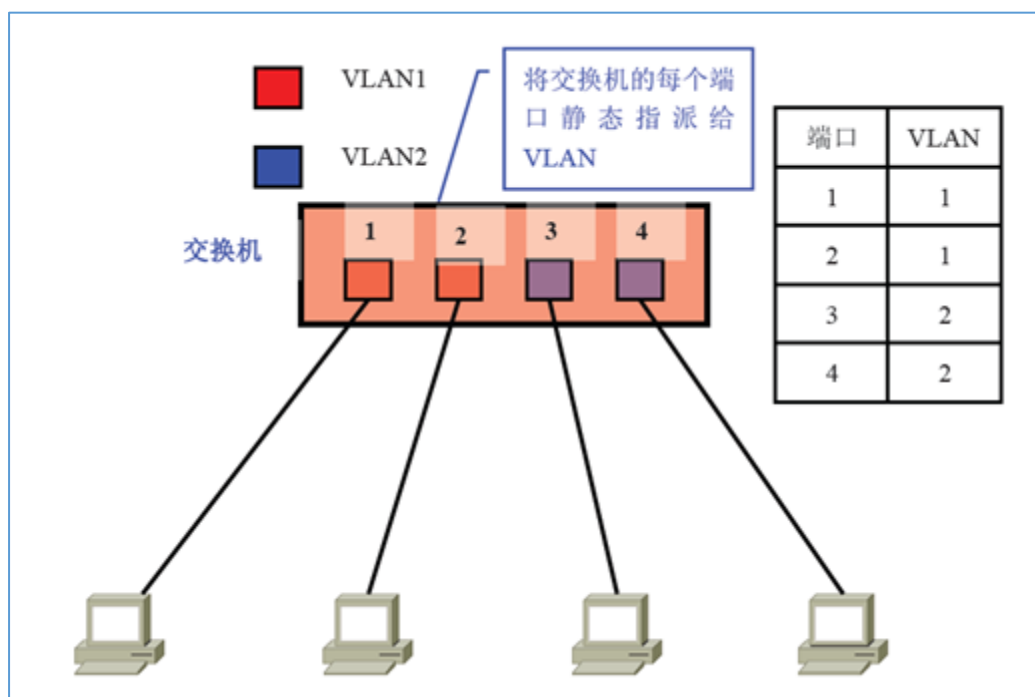 VLAN1
VLAN2
将交换机的每个端
口静态指派给
VLAN
端口 VLAN
1 1
2 1
3 2
4 2
交换机
1 2 3 4